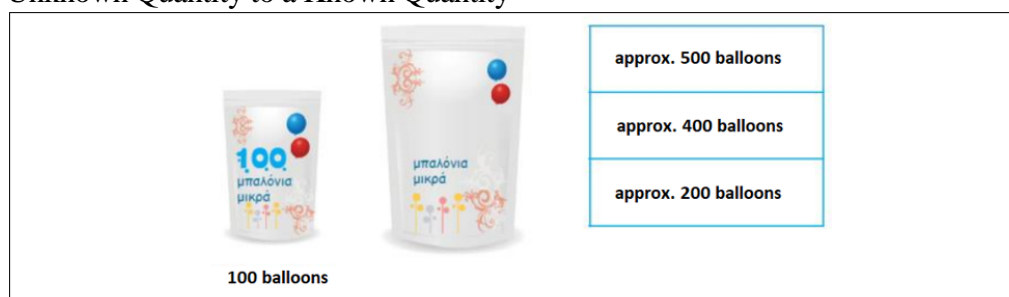 Unknown Quantity to a Known Quantity
100
μπαλόνια
μικρά
100 balloons
μπαλόνια
μικρά
approx. 500 balloons
approx. 400 balloons
approx. 200 balloons